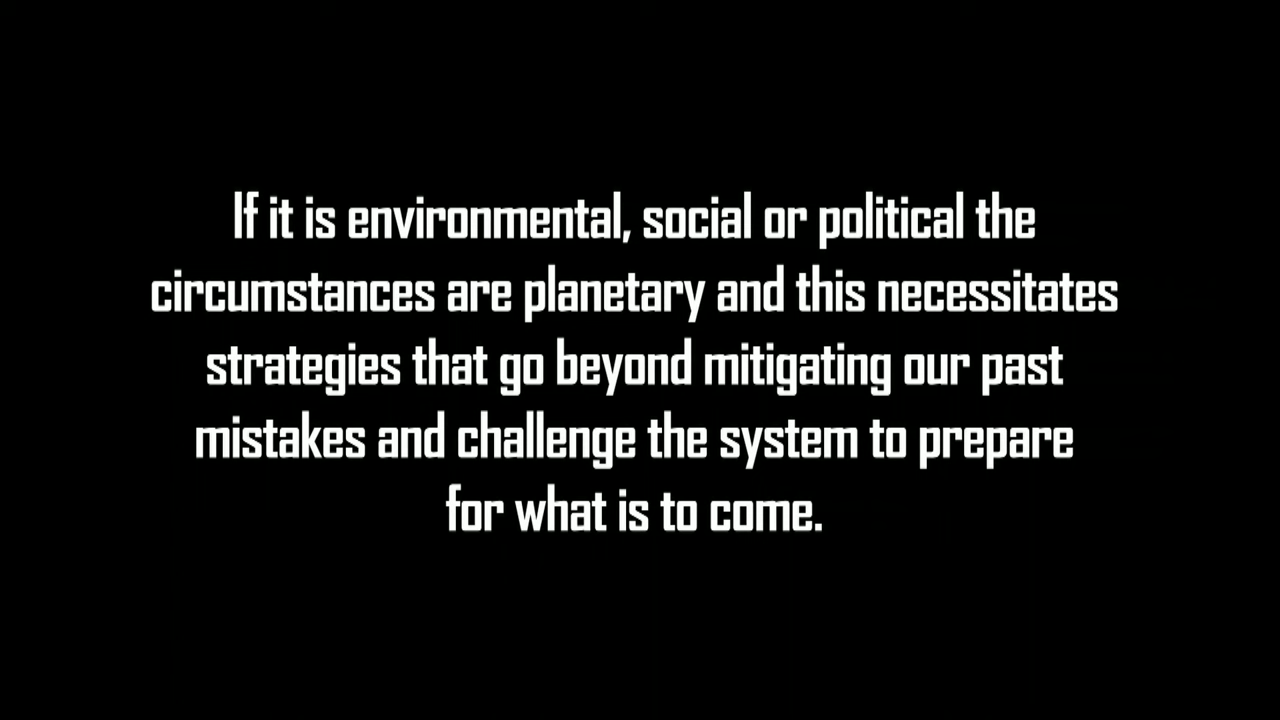 If it is environmental, social or political the
circumstances are planetary and this necessitates
strategies that go beyond mitigating our past
mistakes and challenge the system to prepare
for what is to come.